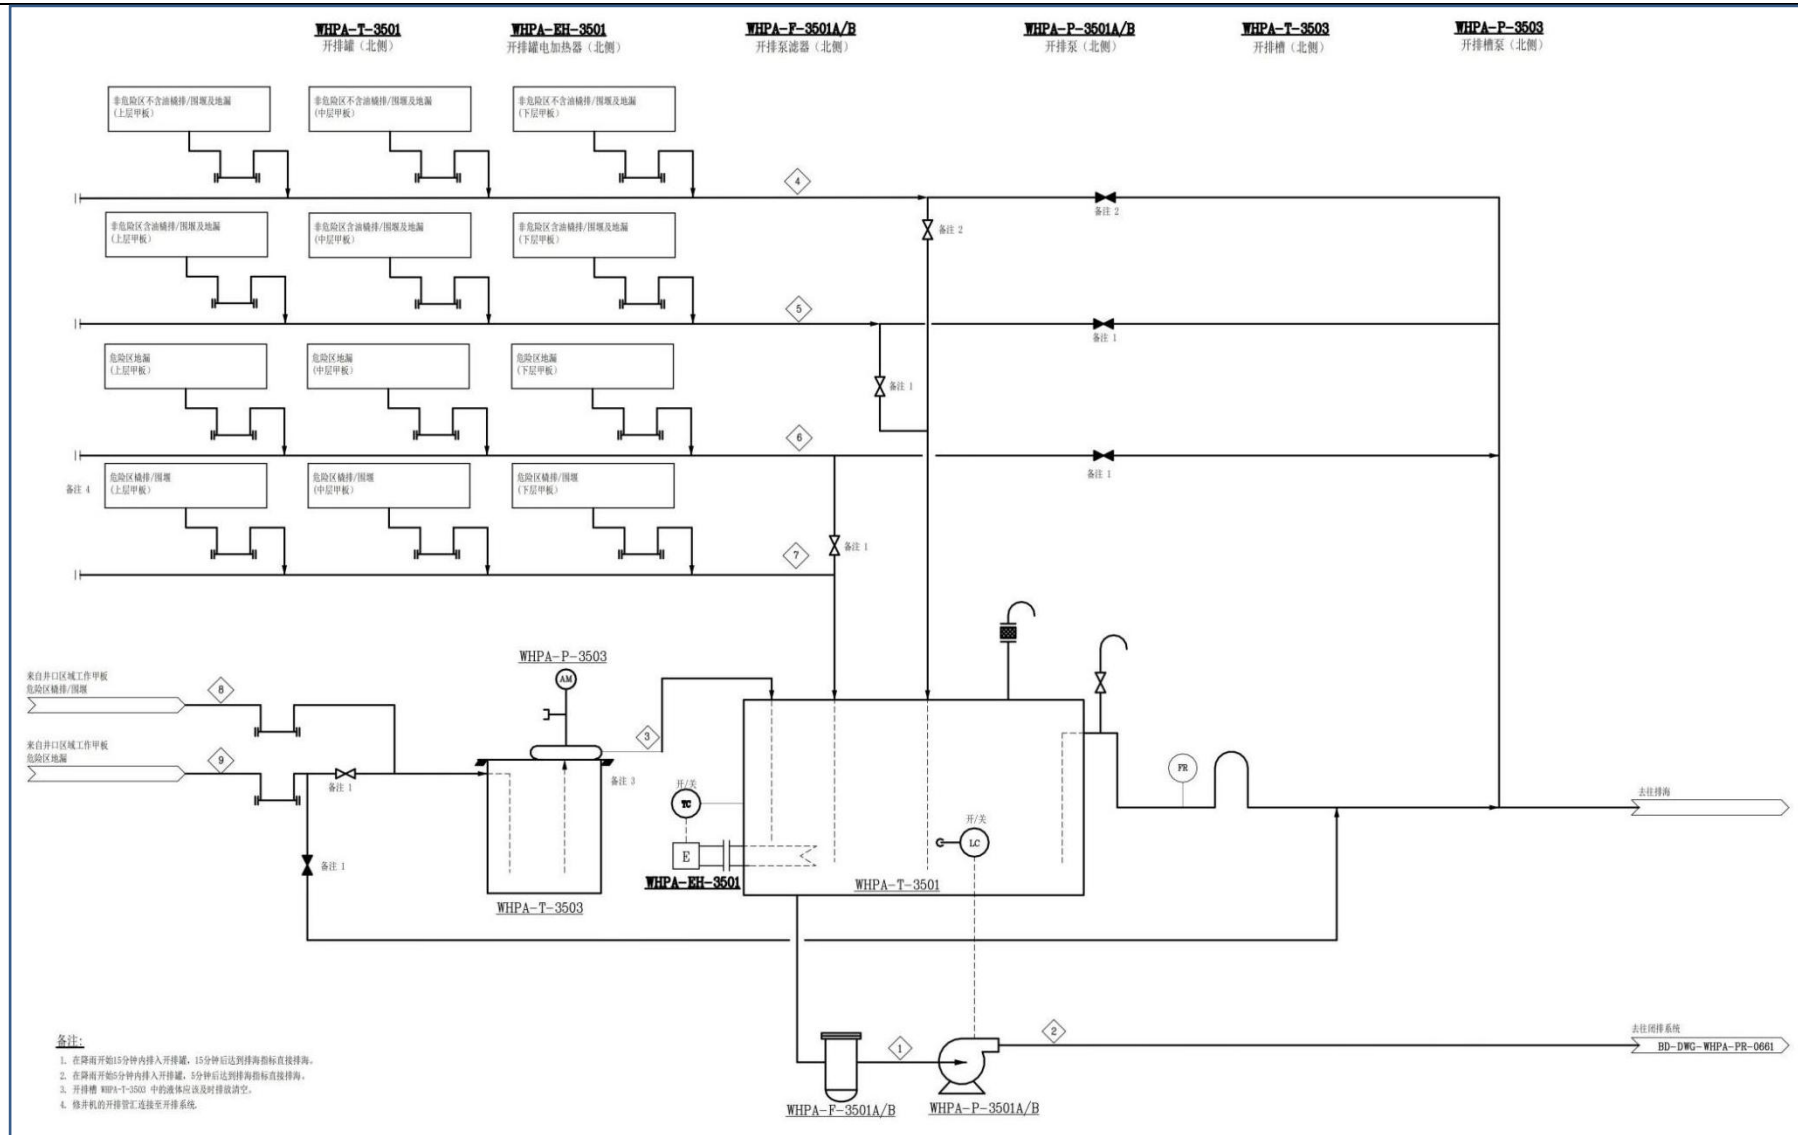 WHPA-T-3501
开排罐（北侧）
WHPA-EH-3501
开排罐电加热器（北侧）
WHPA-F-3501A/B
开排泵滤器（北侧）
WHPA-P-3501A/B
开排泵（北侧）
WHPA-T-3503
开排槽（北侧）
WHPA-P-3503
开排槽泵（北侧）
非危险区不含油橇排/围堰及地漏
(上层甲板)
非危险区不含油橇排/围堰及地漏
(中层甲板)
非危险区不含油橇排/围堰及地漏
(下层甲板)
4
备注 2
备注 2
非危险区含油橇排/围堰及地漏
(上层甲板)
非危险区含油橇排/围堰及地漏
(中层甲板)
非危险区含油橇排/围堰及地漏
(下层甲板)
5
备注 1
备注 1
危险区地漏
(上层甲板)
危险区地漏
(中层甲板)
危险区地漏
(下层甲板)
6
备注 1
备注 4
危险区橇排/围堰
(上层甲板)
危险区橇排/围堰
(中层甲板)
危险区橇排/围堰
(下层甲板)
7
备注 1
来自井口区域工作甲板
危险区橇排/围堰
8
来自井口区域工作甲板
危险区地漏
9
备注 1
备注 1
WHPA-P-3503
AM
3
备注 3
WHPA-T-3503
开/关
TC
E
WHPA-EH-3501
开/关
LC
WHPA-T-3501
FR
去往排海
1
2
WHPA-F-3501A/B
WHPA-P-3501A/B
去往闭排系统
BD-DWG-WHPA-PR-0661
备注:
1. 在降雨开始15分钟内排入开排罐，15分钟后达到排海指标直接排海。
2. 在降雨开始5分钟内排入开排罐，5分钟后达到排海指标直接排海。
3. 开排槽 WHPA-T-3503 中的液体应该及时排放清空。
4. 修井机的开排管汇连接至开排系统.